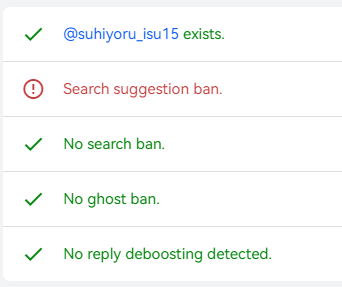 @suhiyoru_isu15 exists.
Search suggestion ban.
No search ban.
No ghost ban.
No reply deboosting detected.